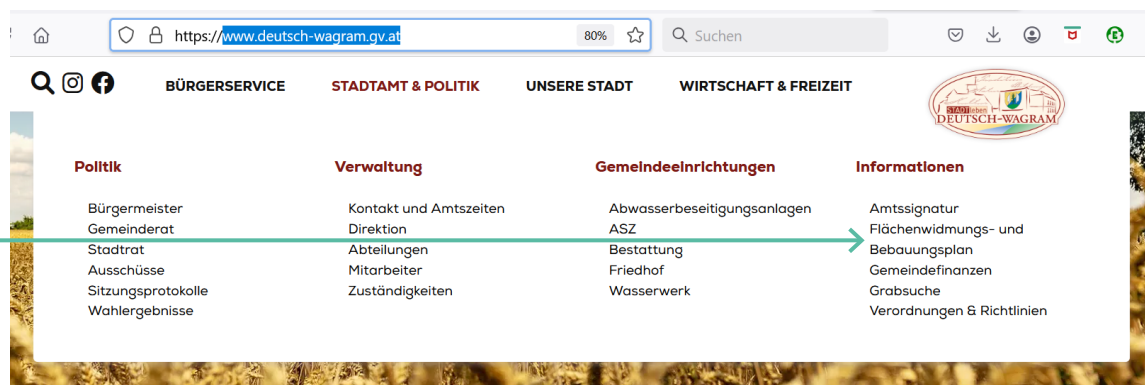 https://www.deutsch-wagram.gv.at 80% Suchen
BÜRGERSERVICE STADTAMT & POLITIK UNSERE STADT WIRTSCHAFT & FREIZEIT
STADTleben
DEUTSCH-WAGRAM
Politik
Bürgermeister
Gemeinderat
Stadtrat
Ausschüsse
Sitzungsprotokolle
Wahlergebnisse
Verwaltung
Kontakt und Amtszeiten
Direktion
Abteilungen
Mitarbeiter
Zuständigkeiten
Gemeindeeinrichtungen
Abwasserbeseitigungsanlagen
ASZ
Bestattung
Friedhof
Wasserwerk
Informationen
Amtssignatur
Flächenwidmungs- und
Bebauungsplan
Gemeindefinanzen
Grabsuche
Verordnungen & Richtlinien